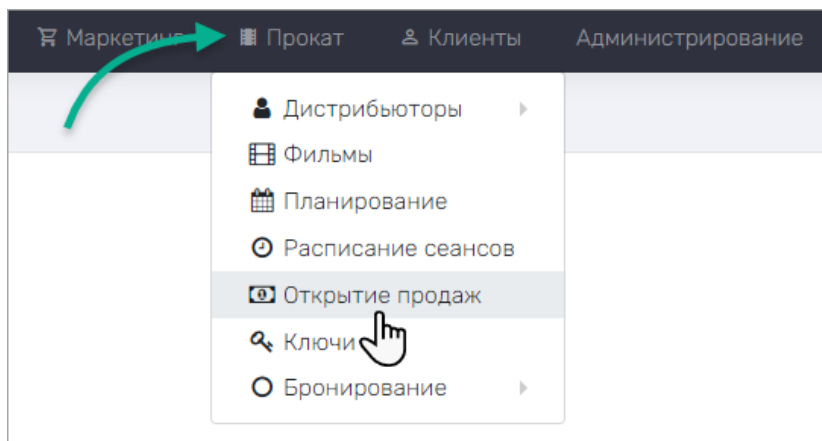 Маркетинг Прокат Клиенты Администрирование
Дистрибьюторы
Фильмы
Планирование
Расписание сеансов
Открытие продаж
Ключи
Бронирование